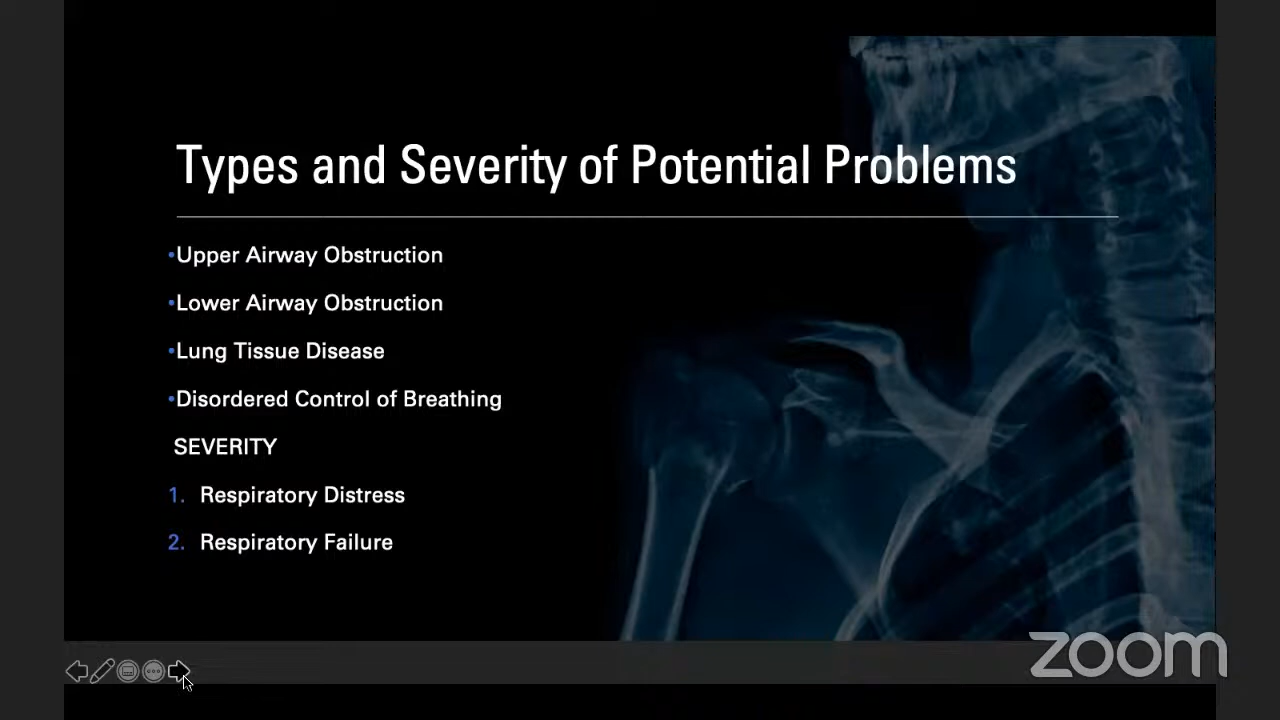 Types and Severity of Potential Problems
•Upper Airway Obstruction
•Lower Airway Obstruction
•Lung Tissue Disease
•Disordered Control of Breathing
SEVERITY
1. Respiratory Distress
2. Respiratory Failure
zoom